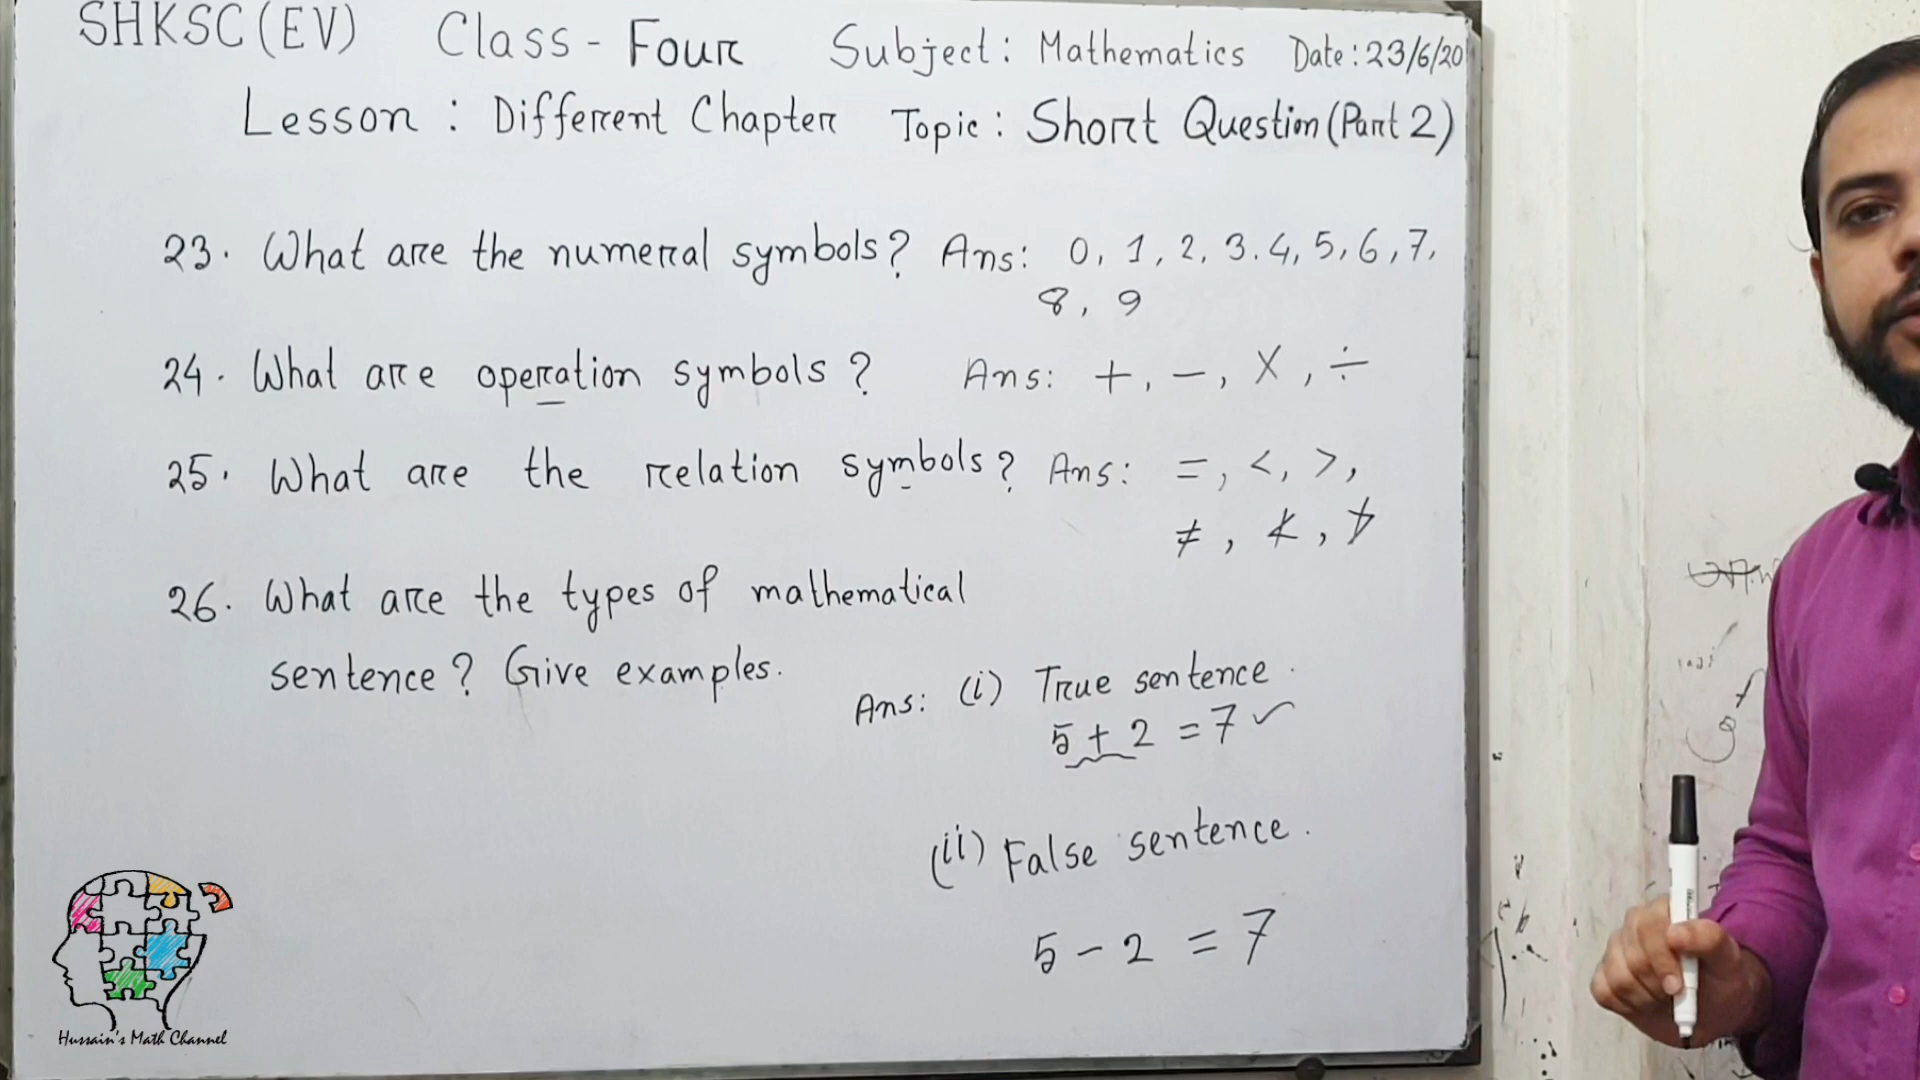 SHKSC (EV) Class - Four Subject: Mathematics Date: 23/6/20
Lesson: Different Chapter Topic: Short Question (Part 2)
23. What are the numeral symbols? Ans: 0, 1, 2, 3. 4, 5, 6, 7,
8, 9
24. What are operation symbols? Ans: +, -, X, ÷
25. What are the relation symbols? Ans: =, <, >,
≠, ≮, ≯
26. What are the types of mathematical
sentence? Give examples.
Ans: (i) True sentence.
5 + 2 = 7 ✓
(ii) False sentence.
5 - 2 = 7
Hussain's Math Channel